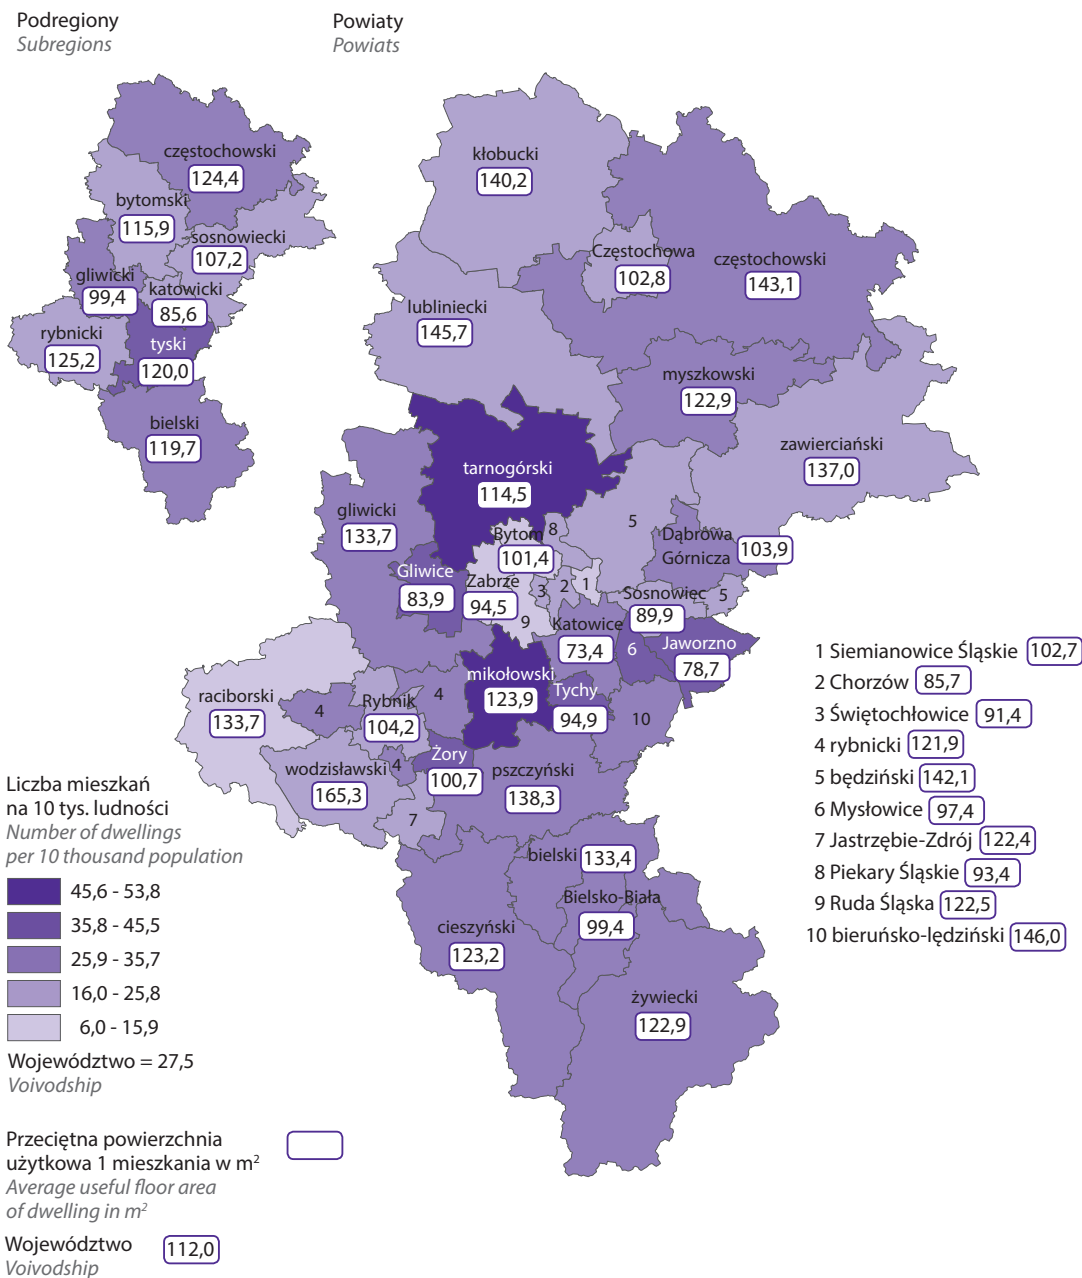 Podregiony
Subregions
Powiaty
Powiats
częstochowski
124,4
bytomski
115,9
sosnowiecki
107,2
gliwicki
99,4
katowicki
85,6
rybnicki
125,2
tyski
120,0
bielski
119,7
kłobucki
140,2
Częstochowa
102,8
częstochowski
143,1
lubliniecki
145,7
myszkowski
122,9
zawierciański
137,0
tarnogórski
114,5
gliwicki
133,7
5
8
Bytom
101,4
Dąbrowa
Górnicza
103,9
Gliwice
83,9
Zabrze
94,5
3
2
1
9
Sosnowiec
89,9
5
Katowice
73,4
6
Jaworzno
78,7
mikołowski
123,9
Tychy
94,9
10
raciborski
133,7
4
Rybnik
104,2
4
Żory
100,7
4
wodzisławski
165,3
7
pszczyński
138,3
bielski
133,4
Bielsko-Biała
99,4
cieszyński
123,2
żywiecki
122,9
1 Siemianowice Śląskie 102,7
2 Chorzów 85,7
3 Świętochłowice 91,4
4 rybnicki 121,9
5 będziński 142,1
6 Mysłowice 97,4
7 Jastrzębie-Zdrój 122,4
8 Piekary Śląskie 93,4
9 Ruda Śląska 122,5
10 bieruńsko-lędziński 146,0
Liczba mieszkań
na 10 tys. ludności
Number of dwellings
per 10 thousand population
45,6 - 53,8
35,8 - 45,5
25,9 - 35,7
16,0 - 25,8
6,0 - 15,9
Województwo = 27,5
Voivodship
Przeciętna powierzchnia
użytkowa 1 mieszkania w m²
Average useful floor area
of dwelling in m²
Województwo 112,0
Voivodship